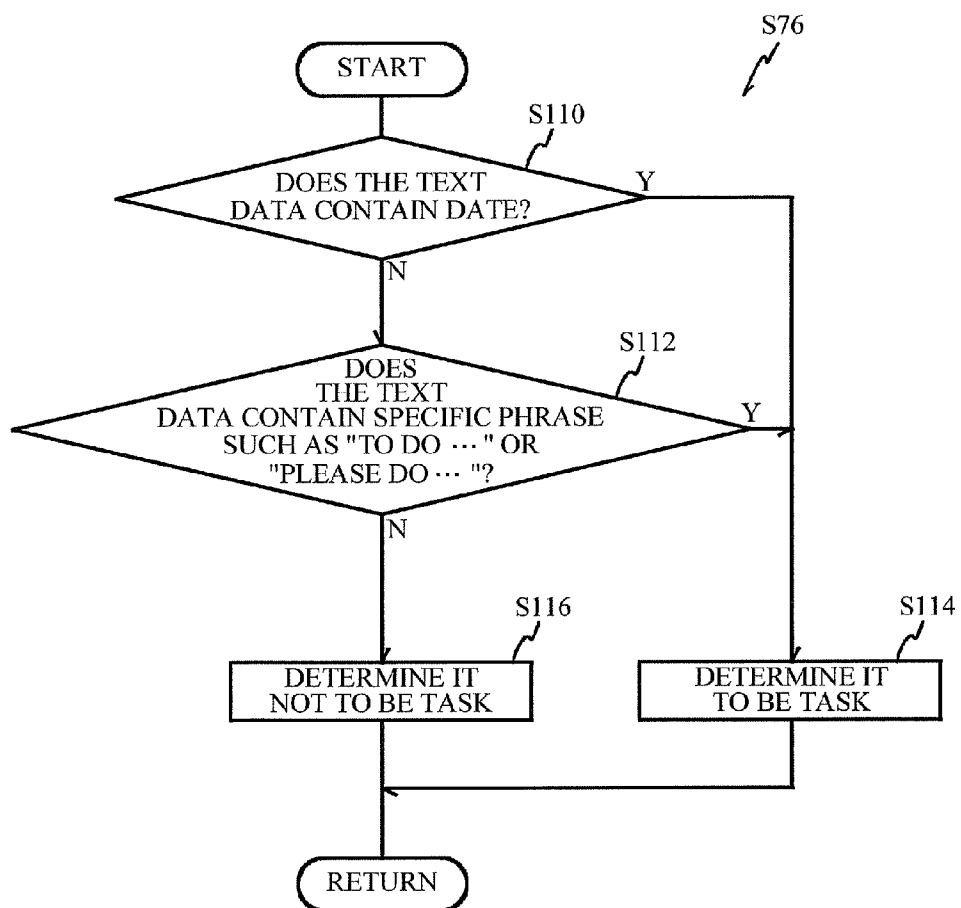 S76
START
S110
DOES THE TEXT
DATA CONTAIN DATE?
Y
N
S112
DOES
THE TEXT
DATA CONTAIN SPECIFIC PHRASE
SUCH AS "TO DO ⋯ " OR
"PLEASE DO ⋯ "?
Y
N
S116
DETERMINE IT
NOT TO BE TASK
S114
DETERMINE IT
TO BE TASK
RETURN